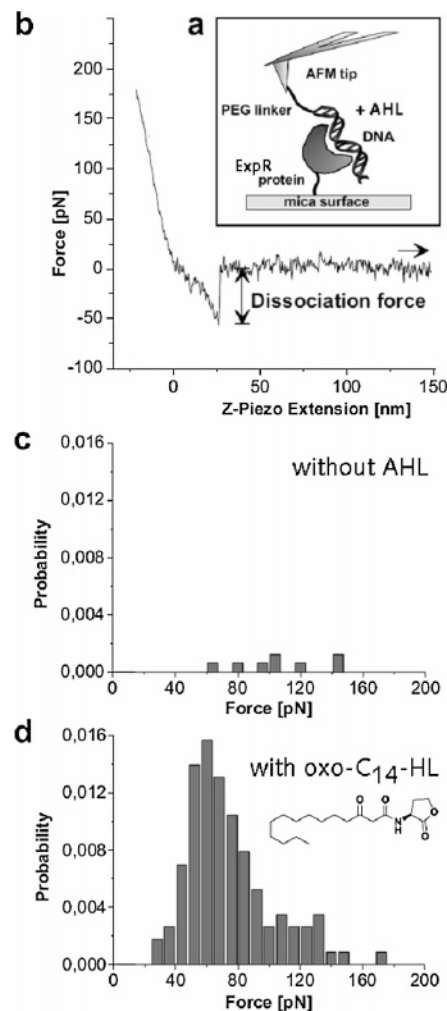 b
a
AFM tip
PEG linker
+ AHL
DNA
ExpR
protein
mica surface
Force [pN]
200
150
100
50
0
-50
-100
Dissociation force
0 50 100 150
Z-Piezo Extension [nm]
c
without AHL
Probability
0,016
0,012
0,008
0,004
0,000
40 80 120 160 200
Force [pN]
d
with oxo-C14-HL
O O H N O O
Probability
0,016
0,012
0,008
0,004
0,000
0 40 80 120 160 200
Force [pN]